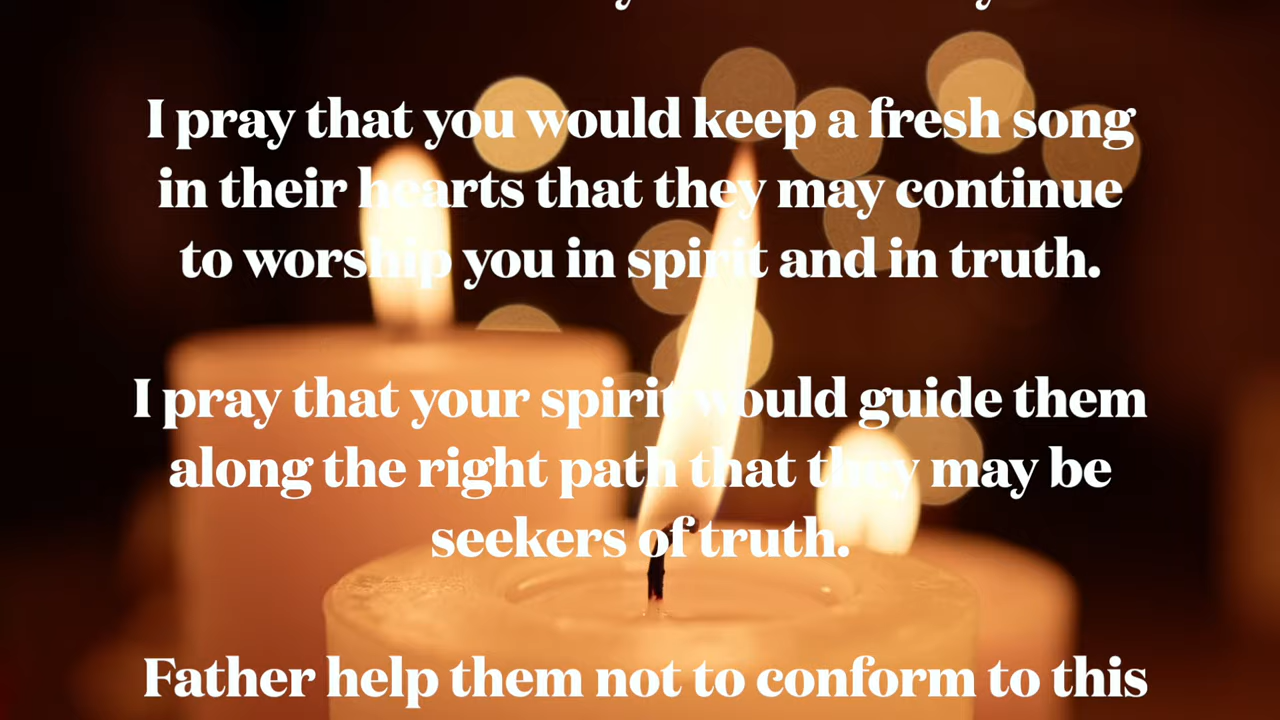 I pray that you would keep a fresh song
in their hearts that they may continue
to worship you in spirit and in truth.
I pray that your spirit would guide them
along the right path that they may be
seekers of truth.
Father help them not to conform to this